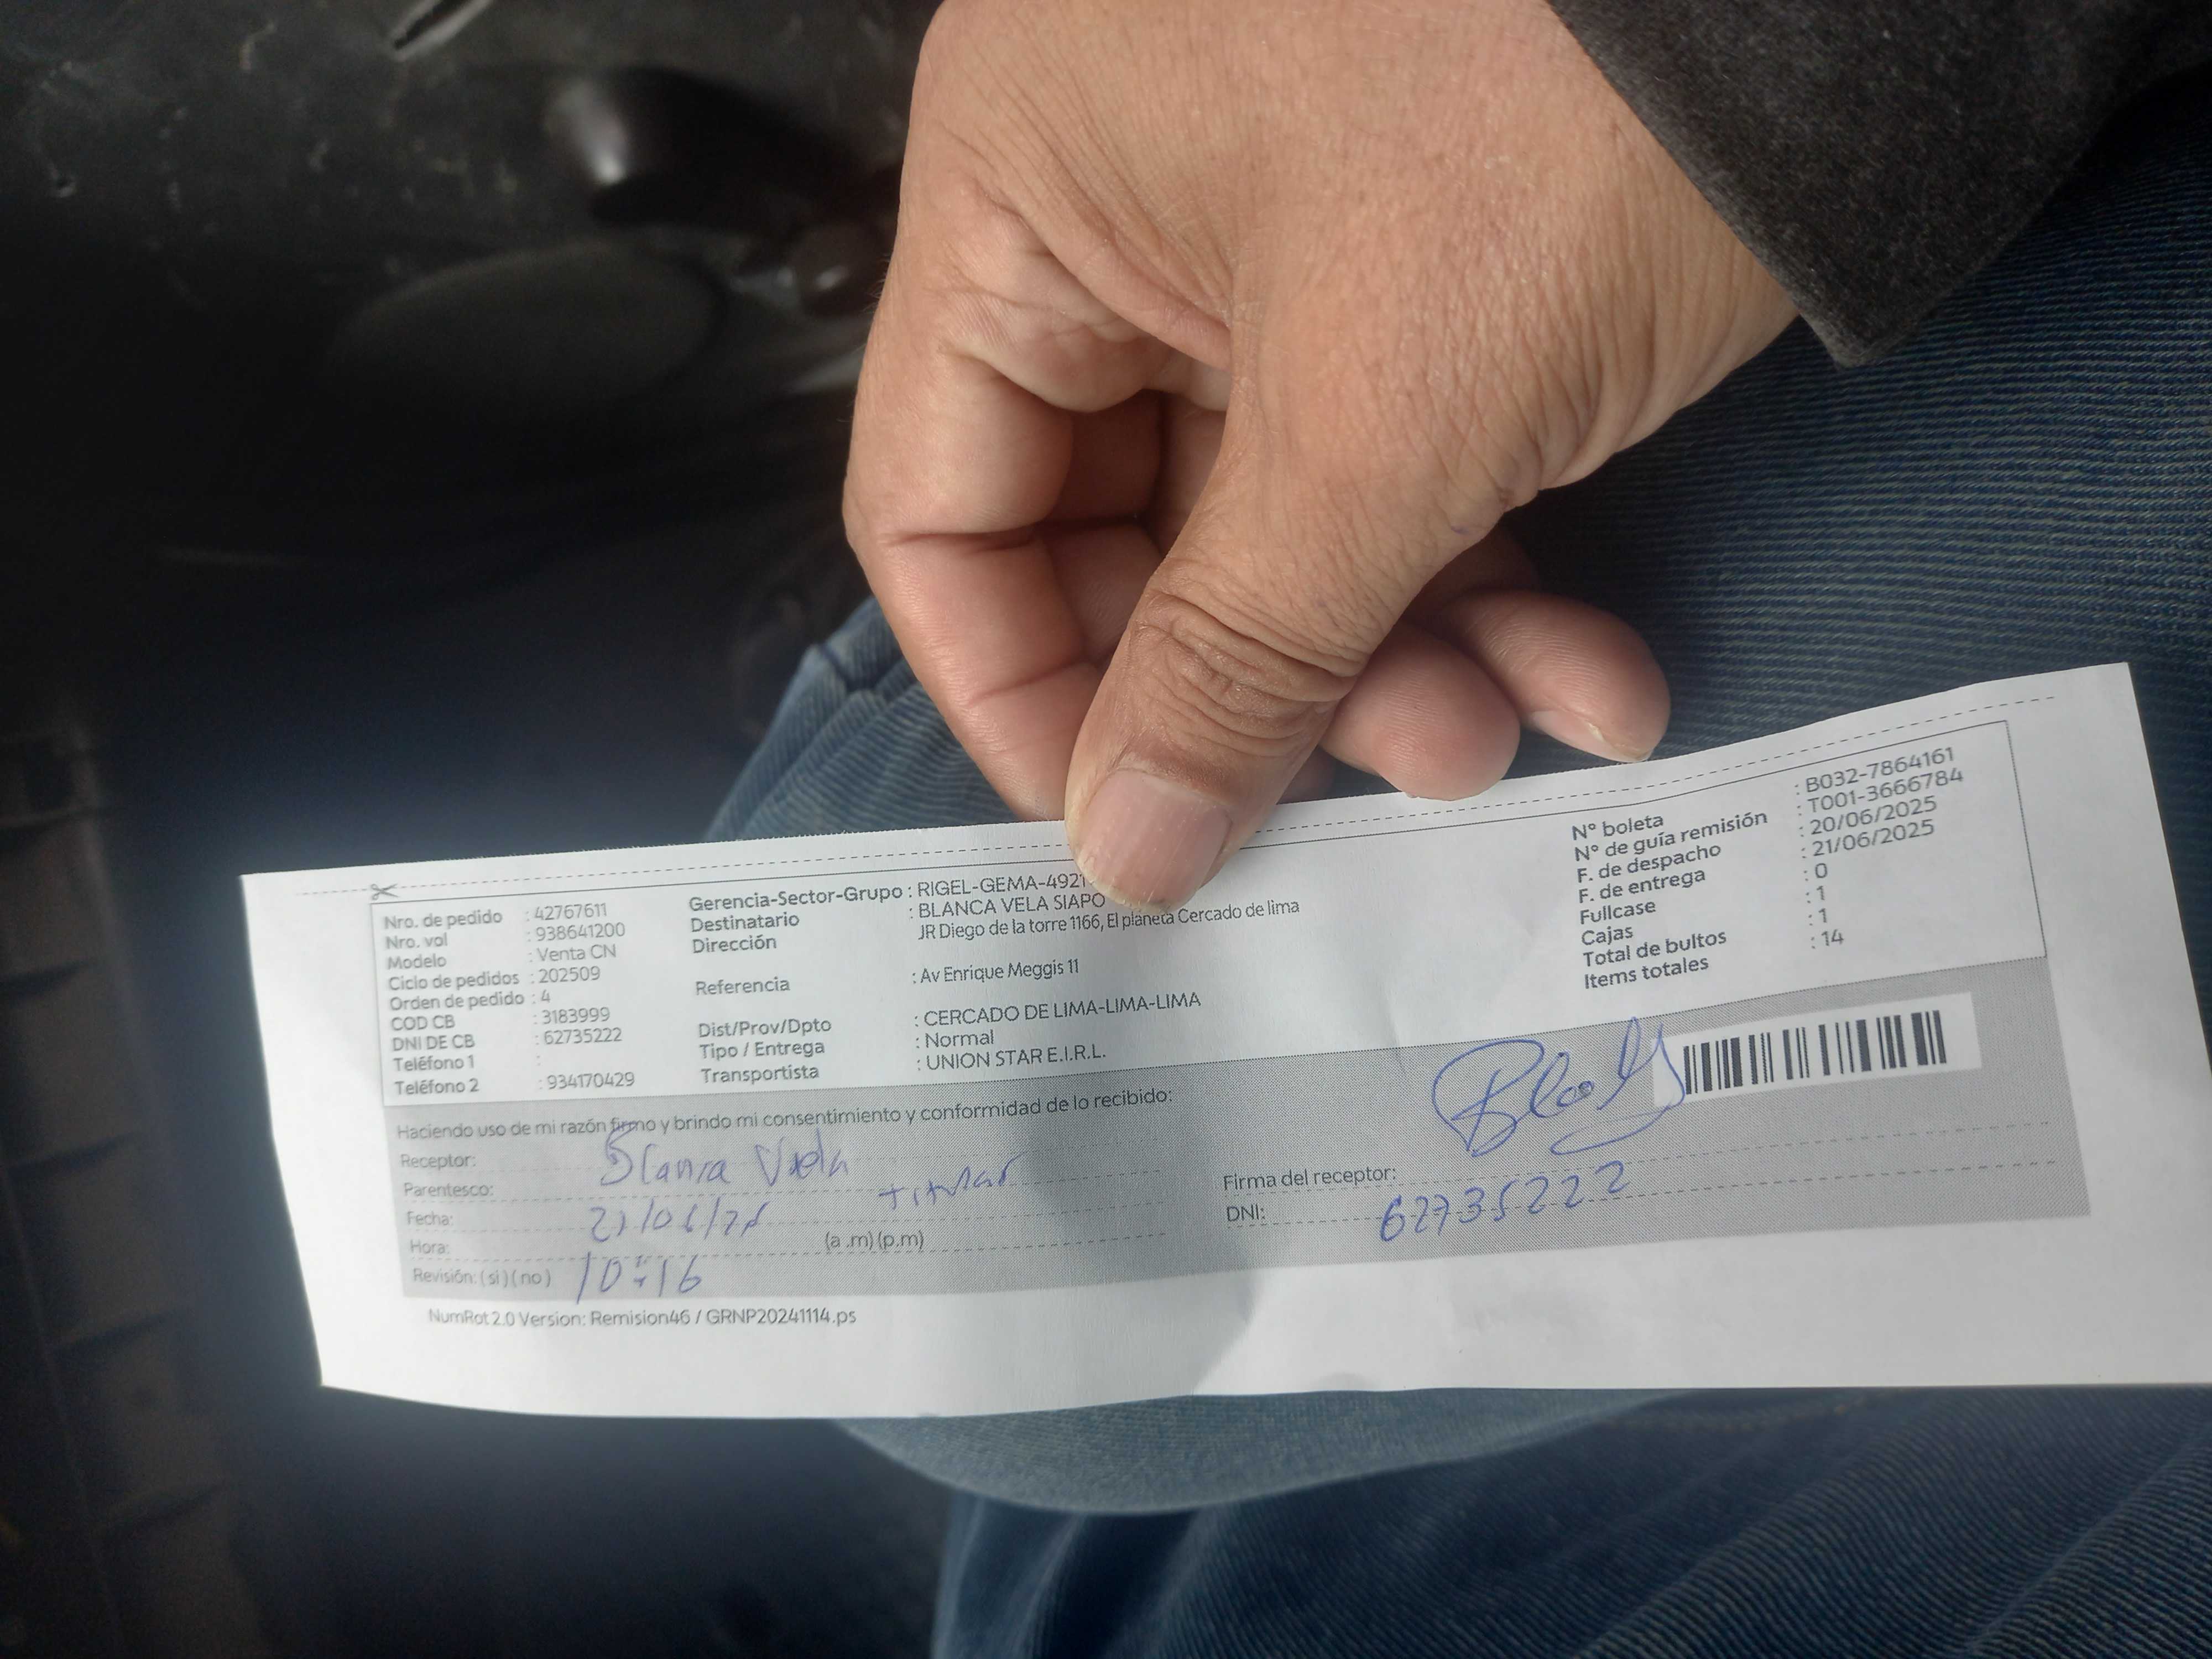 Nro. de pedido : 42767611
Nro. vol : 938641200
Modelo : Venta CN
Ciclo de pedidos : 202509
Orden de pedido : 4
COD CB : 3183999
DNI DE CB : 62735222
Teléfono 1 :
Teléfono 2 : 934170429
Gerencia-Sector-Grupo : RIGEL-GEMA-4921
Destinatario : BLANCA VELA SIAPO
Dirección JR Diego de la torre 1166, El planeta Cercado de lima
Referencia : Av Enrique Meggis 11
Dist/Prov/Dpto : CERCADO DE LIMA-LIMA-LIMA
Tipo / Entrega : Normal
Transportista : UNION STAR E.I.R.L.
N° boleta : B032-7864161
N° de guía remisión : T001-3666784
F. de despacho : 20/06/2025
F. de entrega : 21/06/2025
Fullcase : 0
Cajas : 1
Total de bultos : 1
Items totales : 14
Haciendo uso de mi razón firmo y brindo mi consentimiento y conformidad de lo recibido:
Receptor: Blanca Vela
Parentesco: titular
Fecha:
Hora: (a .m) (p.m)
Revisión: ( si ) ( no ) 10:16
Firma del receptor:
DNI: 62735222
NumRot 2.0 Version: Remision46 / GRNP20241114.ps